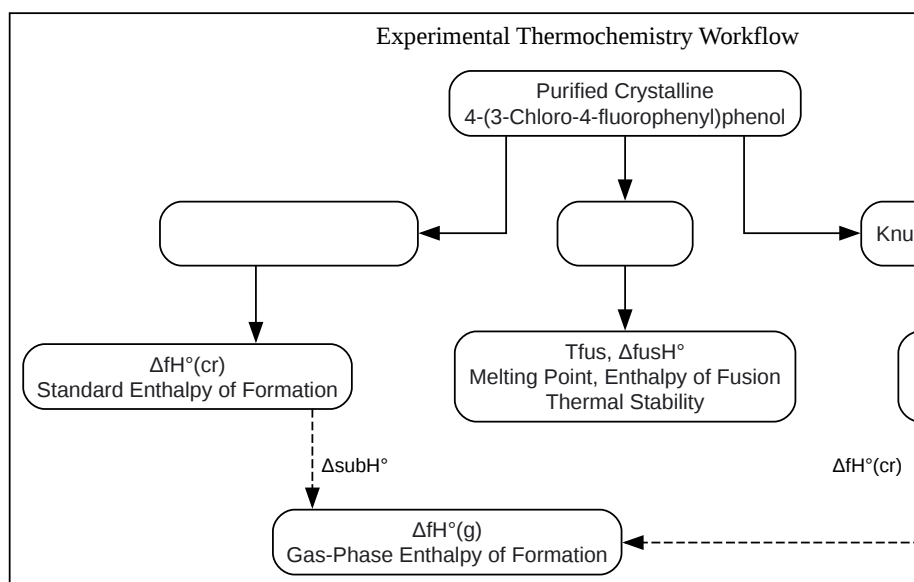 Experimental Thermochemistry Workflow
Purified Crystalline
4-(3-Chloro-4-fluorophenyl)phenol
Knu
ΔfH°(cr)
Standard Enthalpy of Formation
Tfus, ΔfusH°
Melting Point, Enthalpy of Fusion
Thermal Stability
ΔsubH°
ΔfH°(cr)
ΔfH°(g)
Gas-Phase Enthalpy of Formation